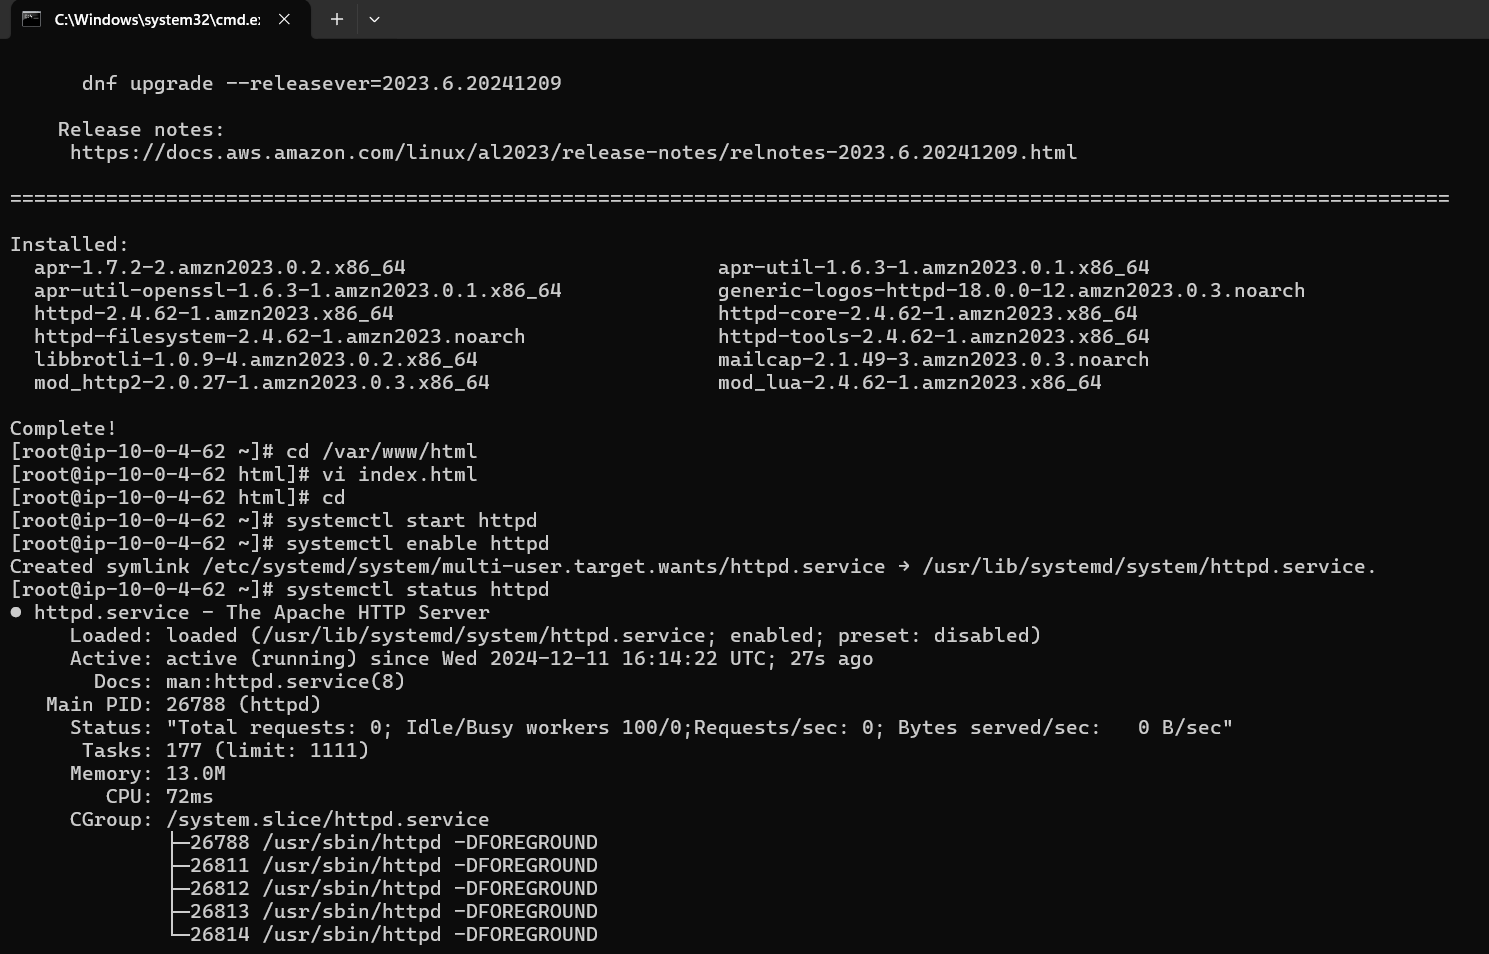 C:\Windows\system32\cmd.e:
dnf upgrade --releasever=2023.6.20241209
Release notes:
https://docs.aws.amazon.com/linux/al2023/release-notes/relnotes-2023.6.20241209.html
========================================================================================================================
Installed:
apr-1.7.2-2.amzn2023.0.2.x86_64 apr-util-1.6.3-1.amzn2023.0.1.x86_64
apr-util-openssl-1.6.3-1.amzn2023.0.1.x86_64 generic-logos-httpd-18.0.0-12.amzn2023.0.3.noarch
httpd-2.4.62-1.amzn2023.x86_64 httpd-core-2.4.62-1.amzn2023.x86_64
httpd-filesystem-2.4.62-1.amzn2023.noarch httpd-tools-2.4.62-1.amzn2023.x86_64
libbrotli-1.0.9-4.amzn2023.0.2.x86_64 mailcap-2.1.49-3.amzn2023.0.3.noarch
mod_http2-2.0.27-1.amzn2023.0.3.x86_64 mod_lua-2.4.62-1.amzn2023.x86_64
Complete!
[root@ip-10-0-4-62 ~]# cd /var/www/html
[root@ip-10-0-4-62 html]# vi index.html
[root@ip-10-0-4-62 html]# cd
[root@ip-10-0-4-62 ~]# systemctl start httpd
[root@ip-10-0-4-62 ~]# systemctl enable httpd
Created symlink /etc/systemd/system/multi-user.target.wants/httpd.service → /usr/lib/systemd/system/httpd.service.
[root@ip-10-0-4-62 ~]# systemctl status httpd
● httpd.service - The Apache HTTP Server
Loaded: loaded (/usr/lib/systemd/system/httpd.service; enabled; preset: disabled)
Active: active (running) since Wed 2024-12-11 16:14:22 UTC; 27s ago
Docs: man:httpd.service(8)
Main PID: 26788 (httpd)
Status: "Total requests: 0; Idle/Busy workers 100/0;Requests/sec: 0; Bytes served/sec:   0 B/sec"
Tasks: 177 (limit: 1111)
Memory: 13.0M
CPU: 72ms
CGroup: /system.slice/httpd.service
├─26788 /usr/sbin/httpd -DFOREGROUND
├─26811 /usr/sbin/httpd -DFOREGROUND
├─26812 /usr/sbin/httpd -DFOREGROUND
├─26813 /usr/sbin/httpd -DFOREGROUND
└─26814 /usr/sbin/httpd -DFOREGROUND